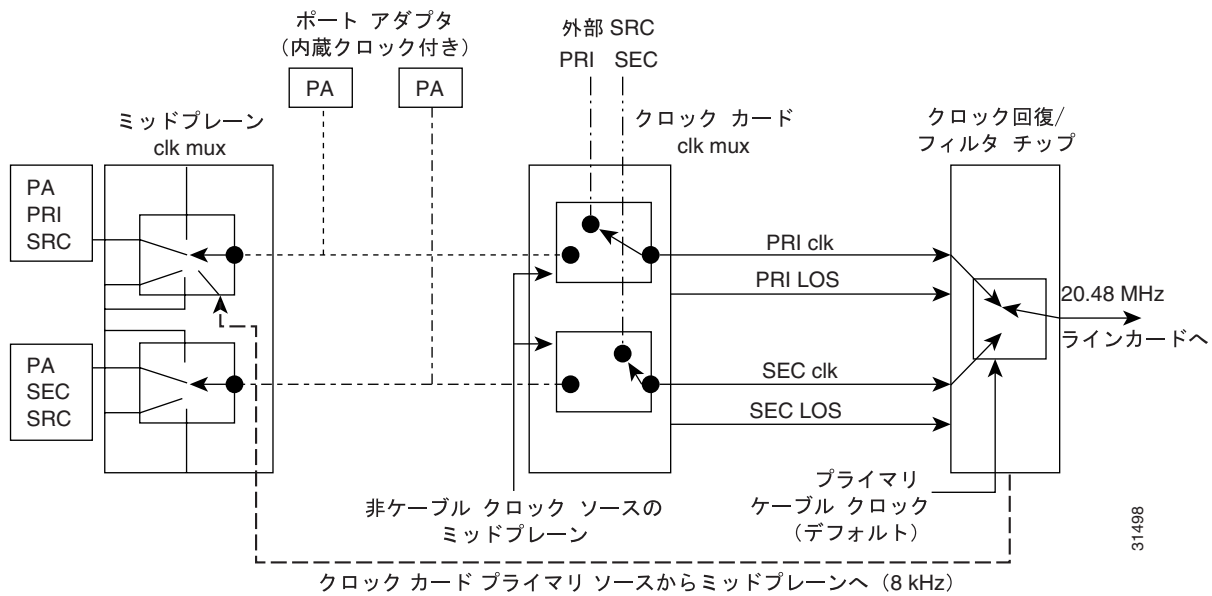 ポート アダプタ
(内蔵クロック付き)
PA
PA
外部 SRC
PRI SEC
ミッドプレーン
clk mux
クロック カード
clk mux
クロック回復/
フィルタ チップ
PA
PRI
SRC
PA
SEC
SRC
PRI clk
PRI LOS
SEC clk
SEC LOS
20.48 MHz
ラインカードへ
非ケーブル クロック ソースの
ミッドプレーン
プライマリ
ケーブル クロック
(デフォルト)
クロック カード プライマリ ソースからミッドプレーンへ(8 kHz)
31498